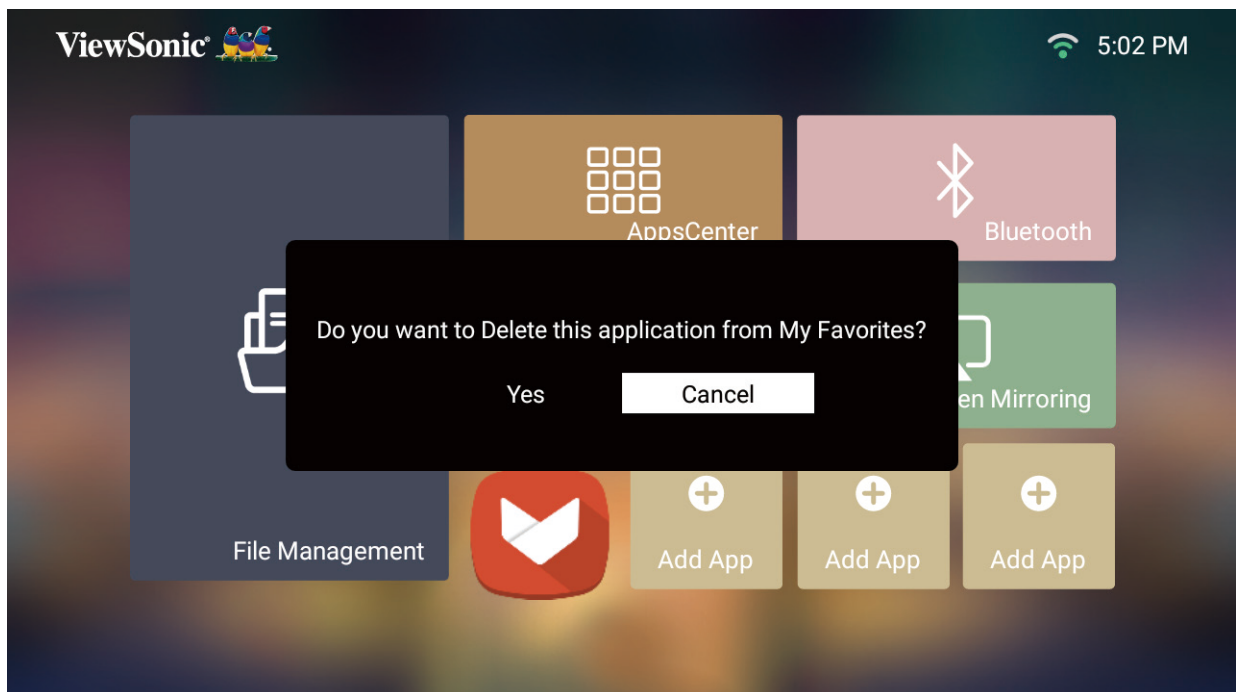 ViewSonic®
5:02 PM
AppsCenter
Bluetooth
Do you want to Delete this application from My Favorites?
Yes
Cancel
en Mirroring
File Management
Add App
Add App
Add App